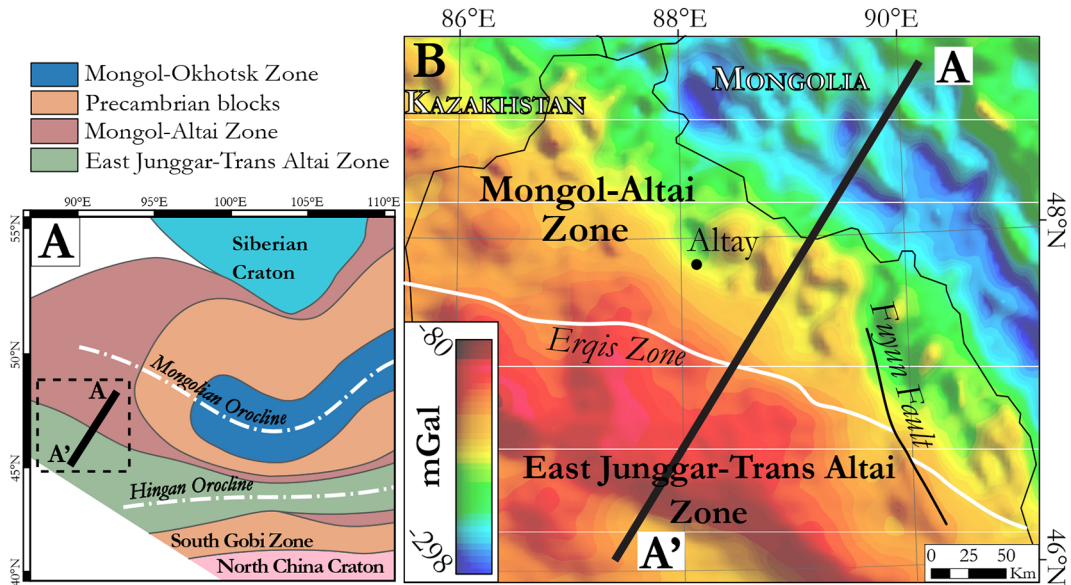 Mongol-Okhotsk Zone
Precambrian blocks
Mongol-Altai Zone
East Junggar-Trans Altai Zone
90°E 95°E 100°E 105°E 110°E
55°N
50°N
45°N
40°N
A
Siberian
Craton
Mongolian Orocline
A
A'
Hingan Orocline
South Gobi Zone
North China Craton
86°E 88°E 90°E
B
KAZAKHSTAN
MONGOLIA
A
Mongol-Altai
Zone
Altay
48°N
Erqis Zone
Fuyun Fault
-80
mGal
-298
East Junggar-Trans Altai
Zone
A'
46°N
0 25 50
Km